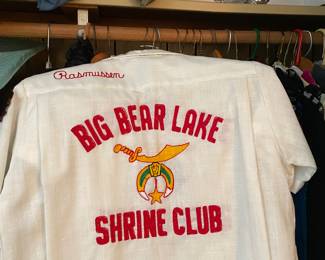 Rasmussen
BIG BEAR LAKE
SHRINE CLUB